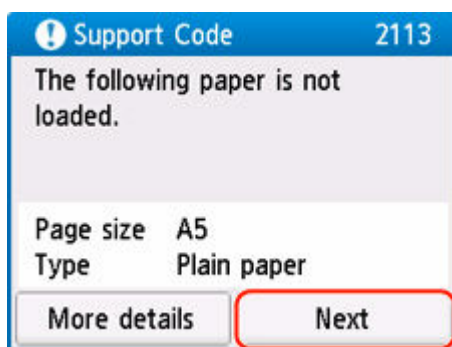 Support Code 2113
The following paper is not
loaded.
Page size A5
Type Plain paper
More details Next